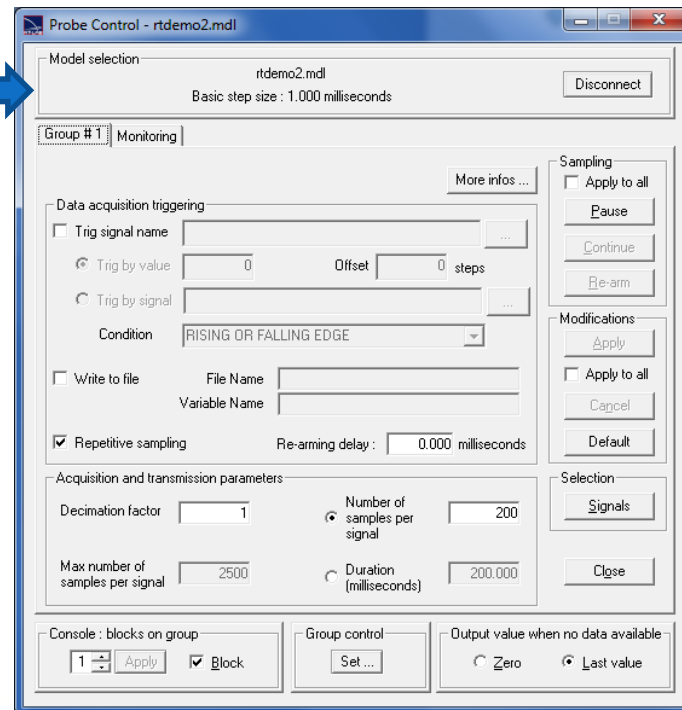 Probe Control - rtdemo2.mdl
Model selection
rtdemo2.mdl
Basic step size : 1.000 milliseconds
Disconnect
Group # 1
Monitoring
More infos ...
Sampling
Apply to all
Pause
Continue
Re-arm
Data acquisition triggering
Trig signal name
...
Trig by value
0
Offset
0
steps
Trig by signal
...
Condition
RISING OR FALLING EDGE
Write to file
File Name
Variable Name
Repetitive sampling
Re-arming delay :
0.000
milliseconds
Modifications
Apply
Apply to all
Cancel
Default
Acquisition and transmission parameters
Decimation factor
1
Number of
samples per
signal
200
Max number of
samples per signal
2500
Duration
(milliseconds)
200.000
Selection
Signals
Close
Console : blocks on group
1
Apply
Block
Group control
Set ...
Output value when no data available
Zero
Last value